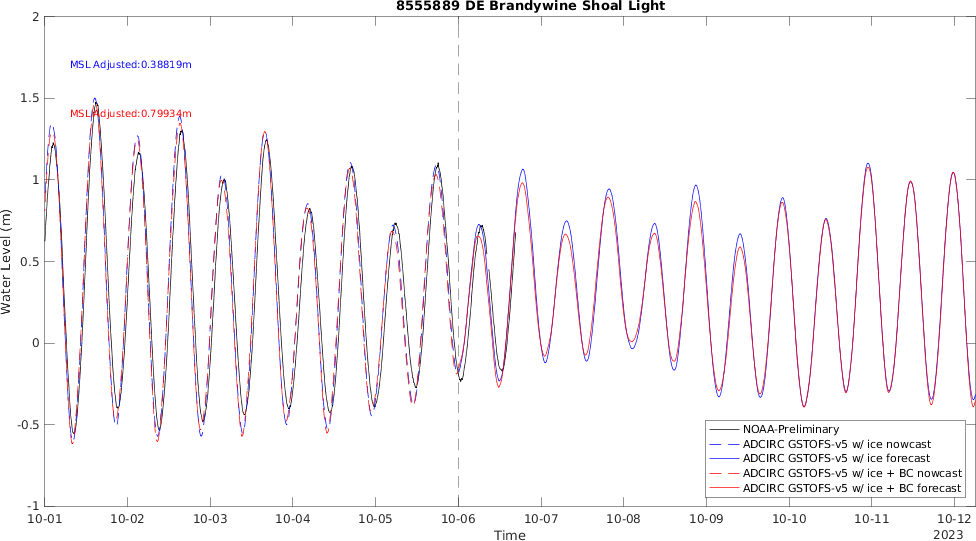 8555889 DE Brandywine Shoal Light
2
1.5
1
0.5
0
-0.5
-1
Water Level (m)
MSL Adjusted:0.38819m
MSL Adjusted:0.79934m
NOAA-Preliminary
ADCIRC GSTOFS-v5 w/ ice nowcast
ADCIRC GSTOFS-v5 w/ ice forecast
ADCIRC GSTOFS-v5 w/ ice + BC nowcast
ADCIRC GSTOFS-v5 w/ ice + BC forecast
10-01 10-02 10-03 10-04 10-05 10-06 10-07 10-08 10-09 10-10 10-11 10-12
2023
Time